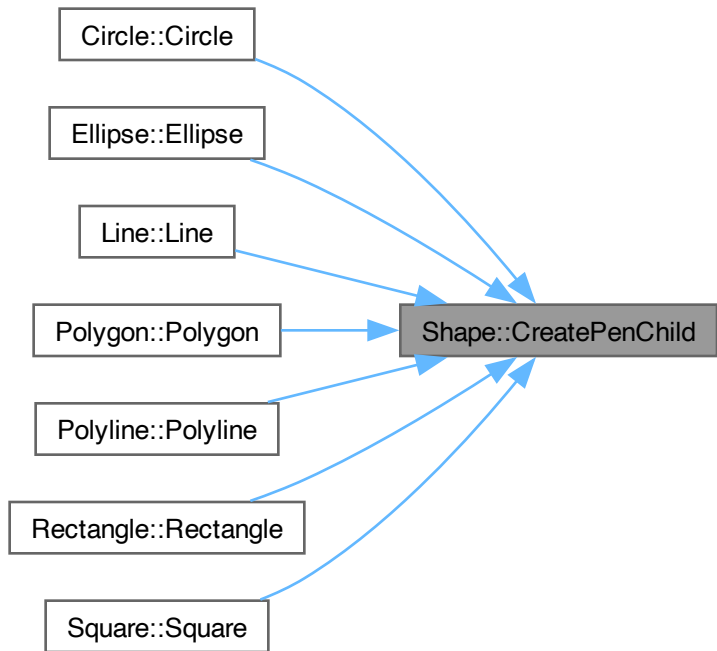 Circle::Circle
Ellipse::Ellipse
Line::Line
Polygon::Polygon
Shape::CreatePenChild
Polyline::Polyline
Rectangle::Rectangle
Square::Square